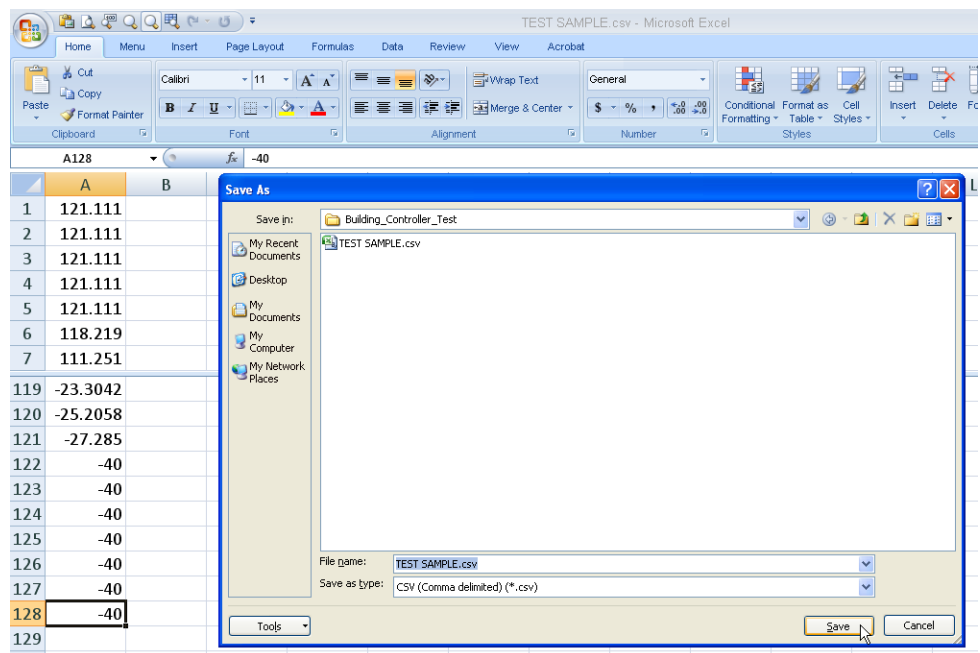 TEST SAMPLE.csv - Microsoft Excel
Home Menu Insert Page Layout Formulas Data Review View Acrobat
Paste
Cut
Copy
Format Painter
Clipboard
Calibri 11
B I U
Font
Wrap Text
Merge & Center
Alignment
General
$ % ,
Number
Conditional Formatting
Format as Table
Cell Styles
Styles
Insert Delete Fo
Cells
A128 fx -40
A B L
1 121.111
2 121.111
3 121.111
4 121.111
5 121.111
6 118.219
7 111.251
119 -23.3042
120 -25.2058
121 -27.285
122 -40
123 -40
124 -40
125 -40
126 -40
127 -40
128 -40
129
Save As
Save in: Building_Controller_Test
My Recent Documents
Desktop
My Documents
My Computer
My Network Places
TEST SAMPLE.csv
File name: TEST SAMPLE.csv
Save as type: CSV (Comma delimited) (*.csv)
Tools Save Cancel